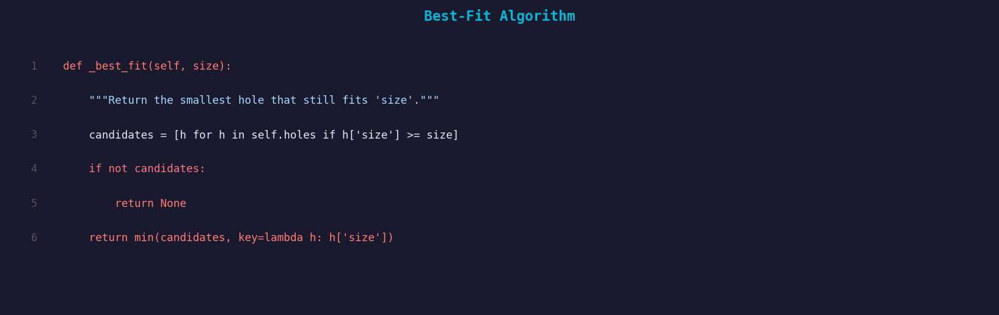 Best-Fit Algorithm
1 def _best_fit(self, size):
2     """Return the smallest hole that still fits 'size'."""
3     candidates = [h for h in self.holes if h['size'] >= size]
4     if not candidates:
5         return None
6     return min(candidates, key=lambda h: h['size'])